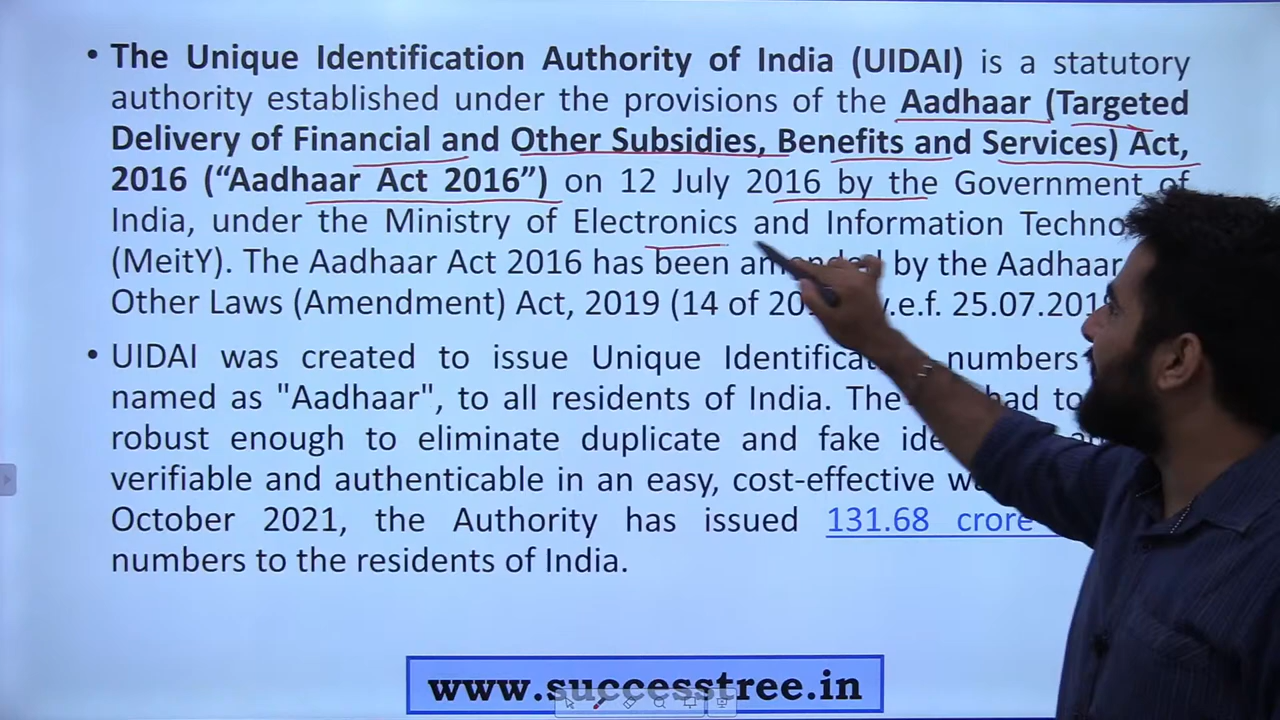 • The Unique Identification Authority of India (UIDAI) is a statutory
authority established under the provisions of the Aadhaar (Targeted
Delivery of Financial and Other Subsidies, Benefits and Services) Act,
2016 (“Aadhaar Act 2016”) on 12 July 2016 by the Government of
India, under the Ministry of Electronics and Information
(MeitY). The Aadhaar Act 2016 has been amended by the Aadhaar
Other Laws (Amendment) Act, 2019 (14 of w.e.f.
• UIDAI was created to issue Unique numbers
named as "Aadhaar", to all residents of India. The had to
robust enough to eliminate duplicate and fake
verifiable and authenticable in an easy, cost-effective
October 2021, the Authority has issued 131.68 crore
numbers to the residents of India.
www.successtree.in